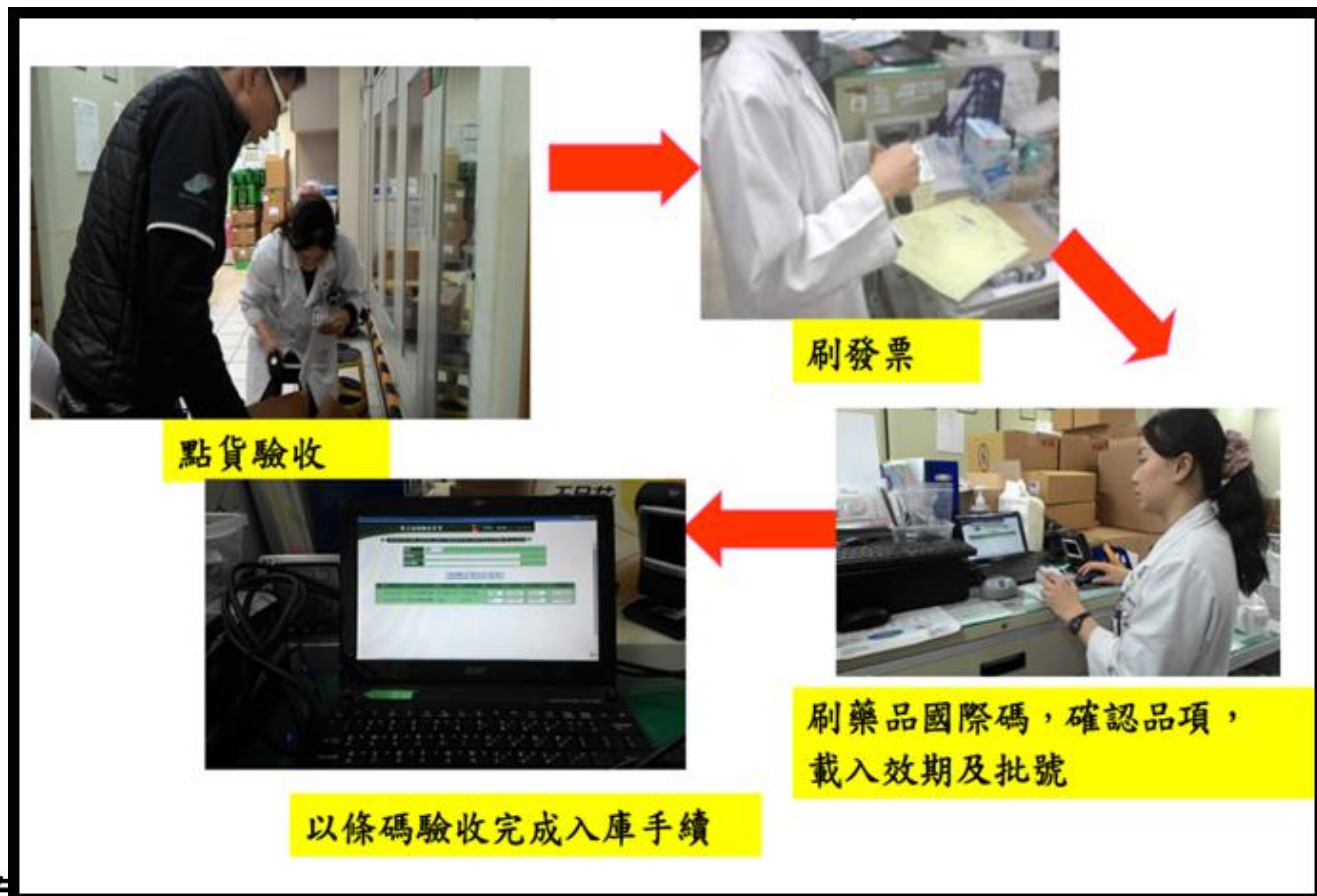 點貨驗收
刷發票
刷藥品國際碼，確認品項，
載入效期及批號
以條碼驗收完成入庫手續